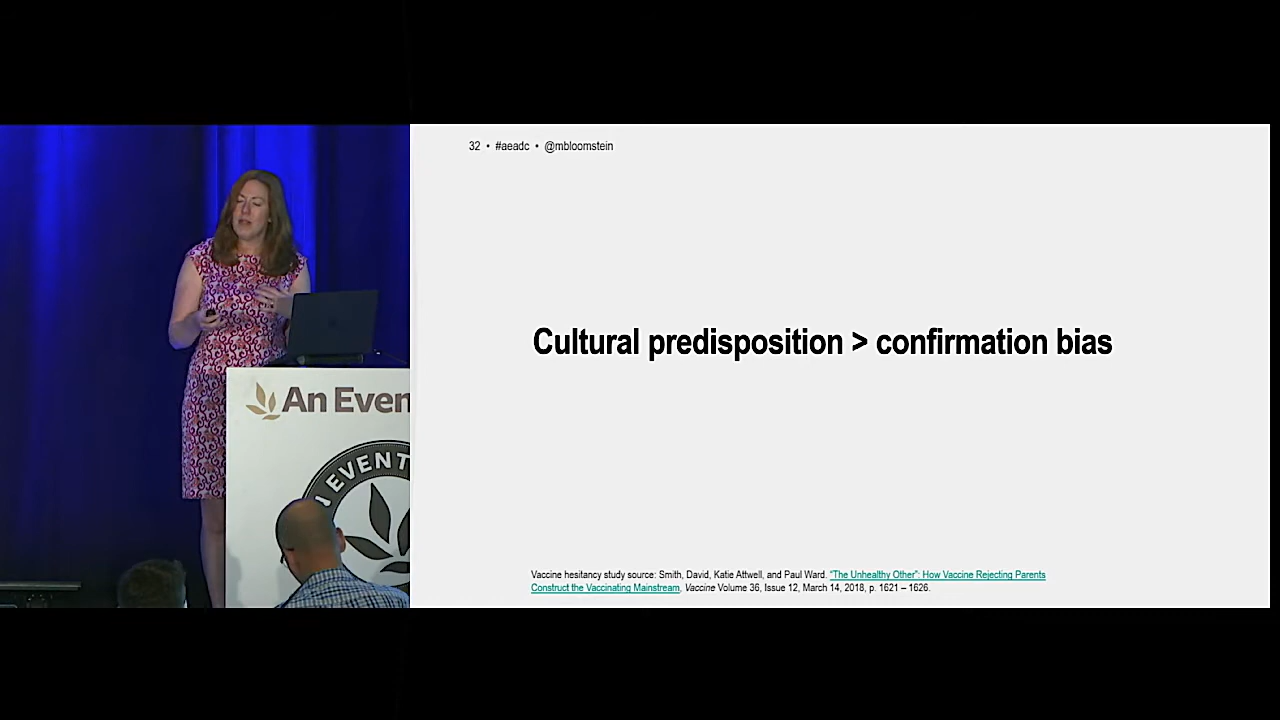 32 • #aeadc • @mbloomstein
Cultural predisposition > confirmation bias
Vaccine hesitancy study source: Smith, David, Katie Attwell, and Paul Ward. "The Unhealthy Other": How Vaccine Rejecting Parents
Construct the Vaccinating Mainstream, Vaccine Volume 36, Issue 12, March 14, 2018, p. 1621 – 1626.
An Even
EVENT